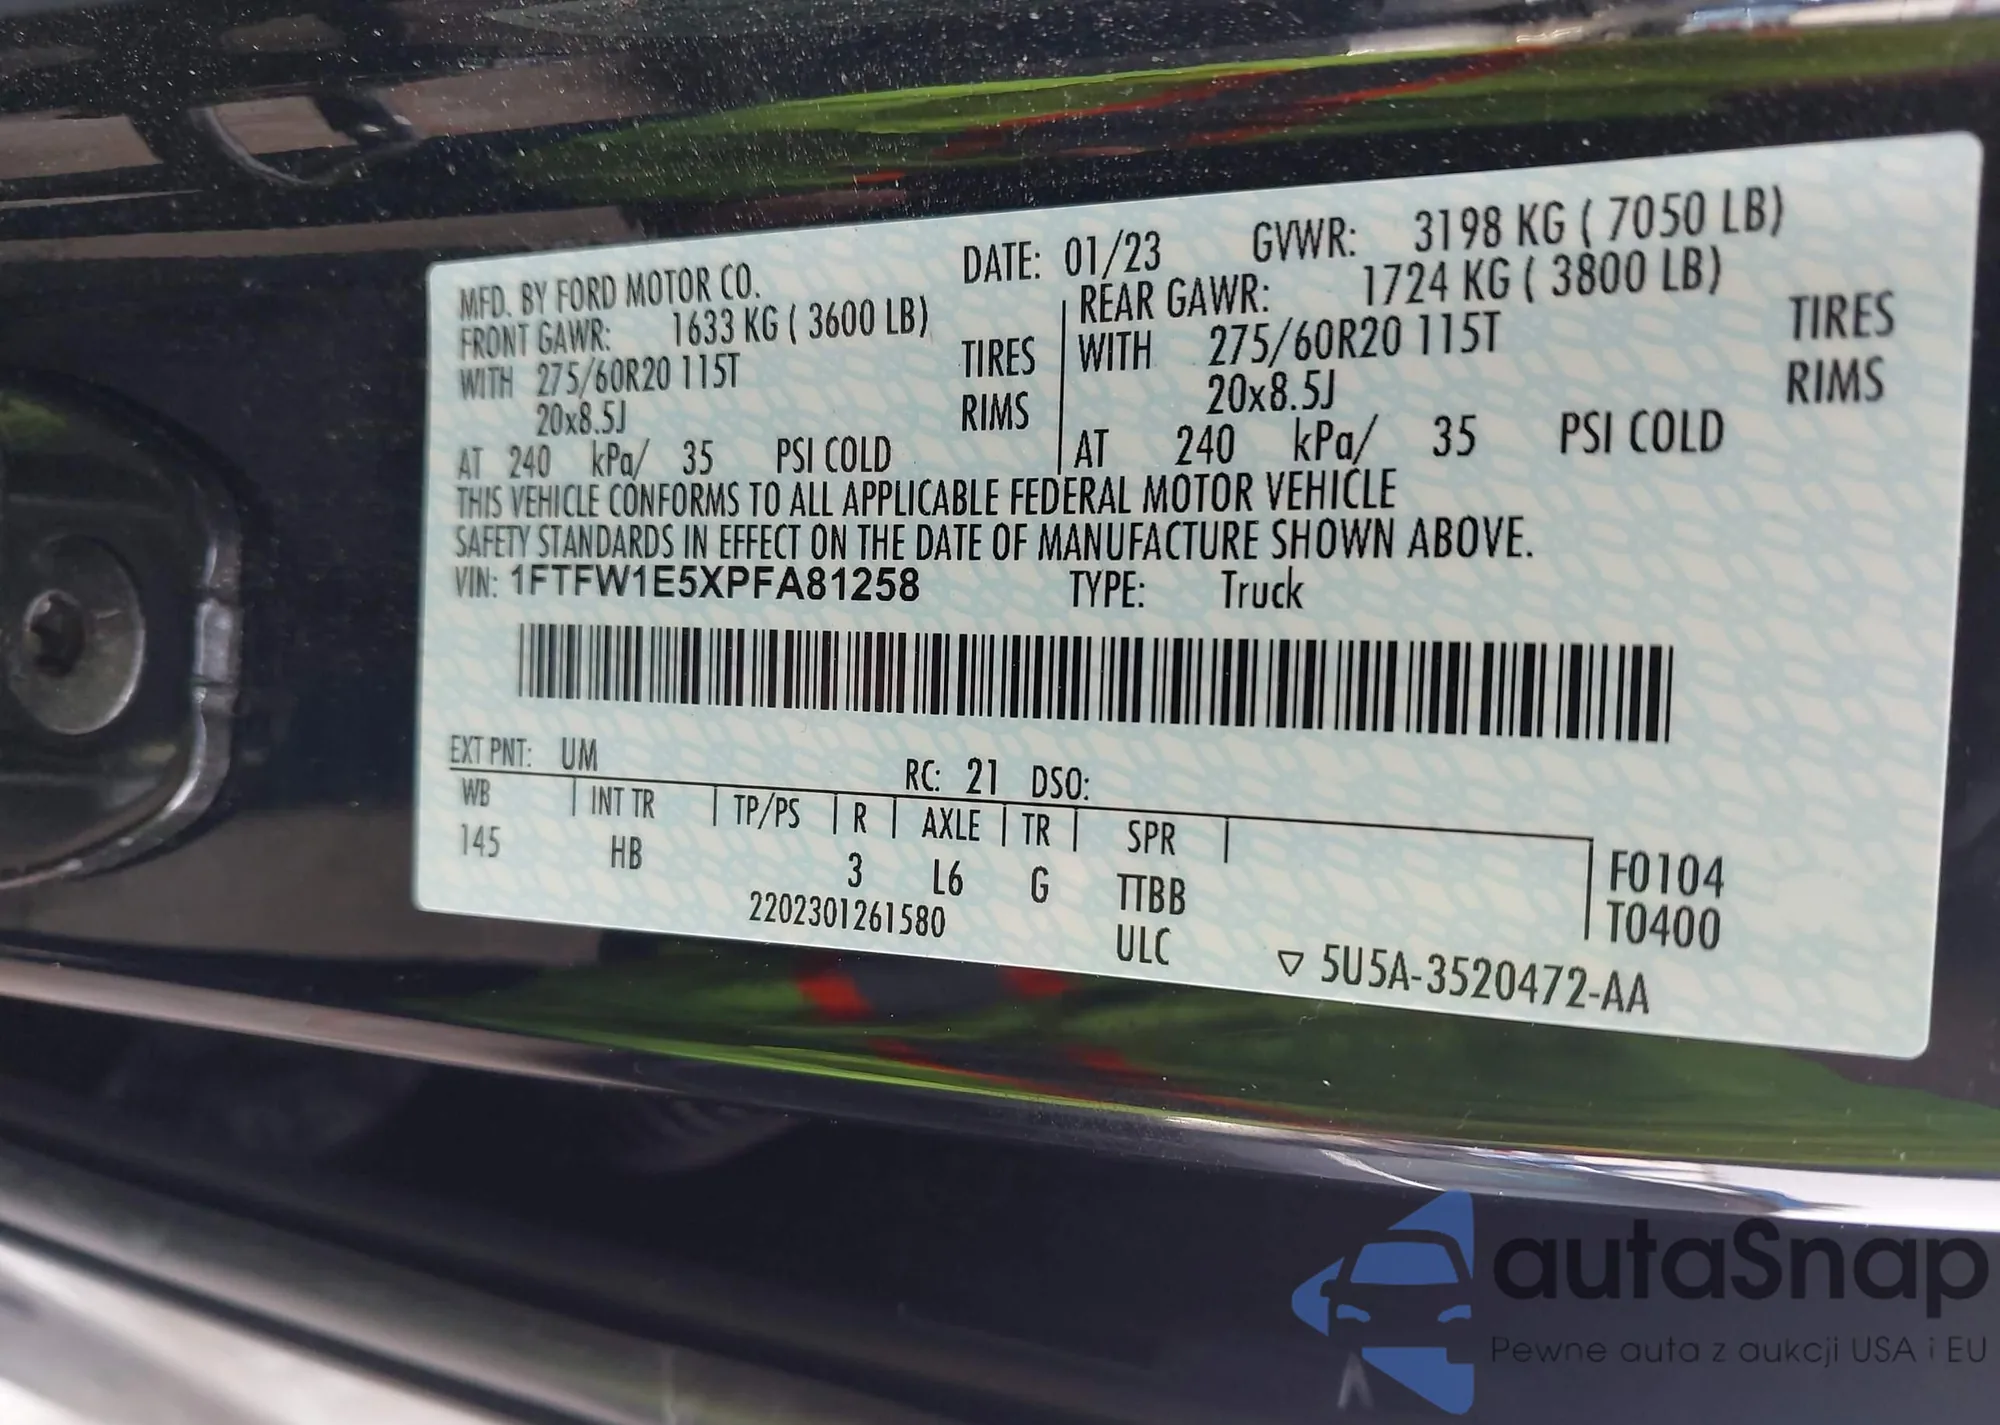 MFD. BY FORD MOTOR CO. DATE: 01/23 GVWR: 3198 KG ( 7050 LB)
FRONT GAWR: 1633 KG ( 3600 LB) REAR GAWR: 1724 KG ( 3800 LB)
WITH 275/60R20 115T TIRES WITH 275/60R20 115T TIRES
20x8.5J RIMS 20x8.5J RIMS
AT 240 kPa/ 35 PSI COLD AT 240 kPa/ 35 PSI COLD
THIS VEHICLE CONFORMS TO ALL APPLICABLE FEDERAL MOTOR VEHICLE
SAFETY STANDARDS IN EFFECT ON THE DATE OF MANUFACTURE SHOWN ABOVE.
VIN: 1FTFW1E5XPFA81258 TYPE: Truck
EXT PNT: UM RC: 21 DSO:
WB INT TR TP/PS R AXLE TR SPR
145 HB 3 L6 G TTBB F0104
2202301261580 ULC T0400
5U5A-3520472-AA
autaSnap
Pewne auta z aukcji USA i EU